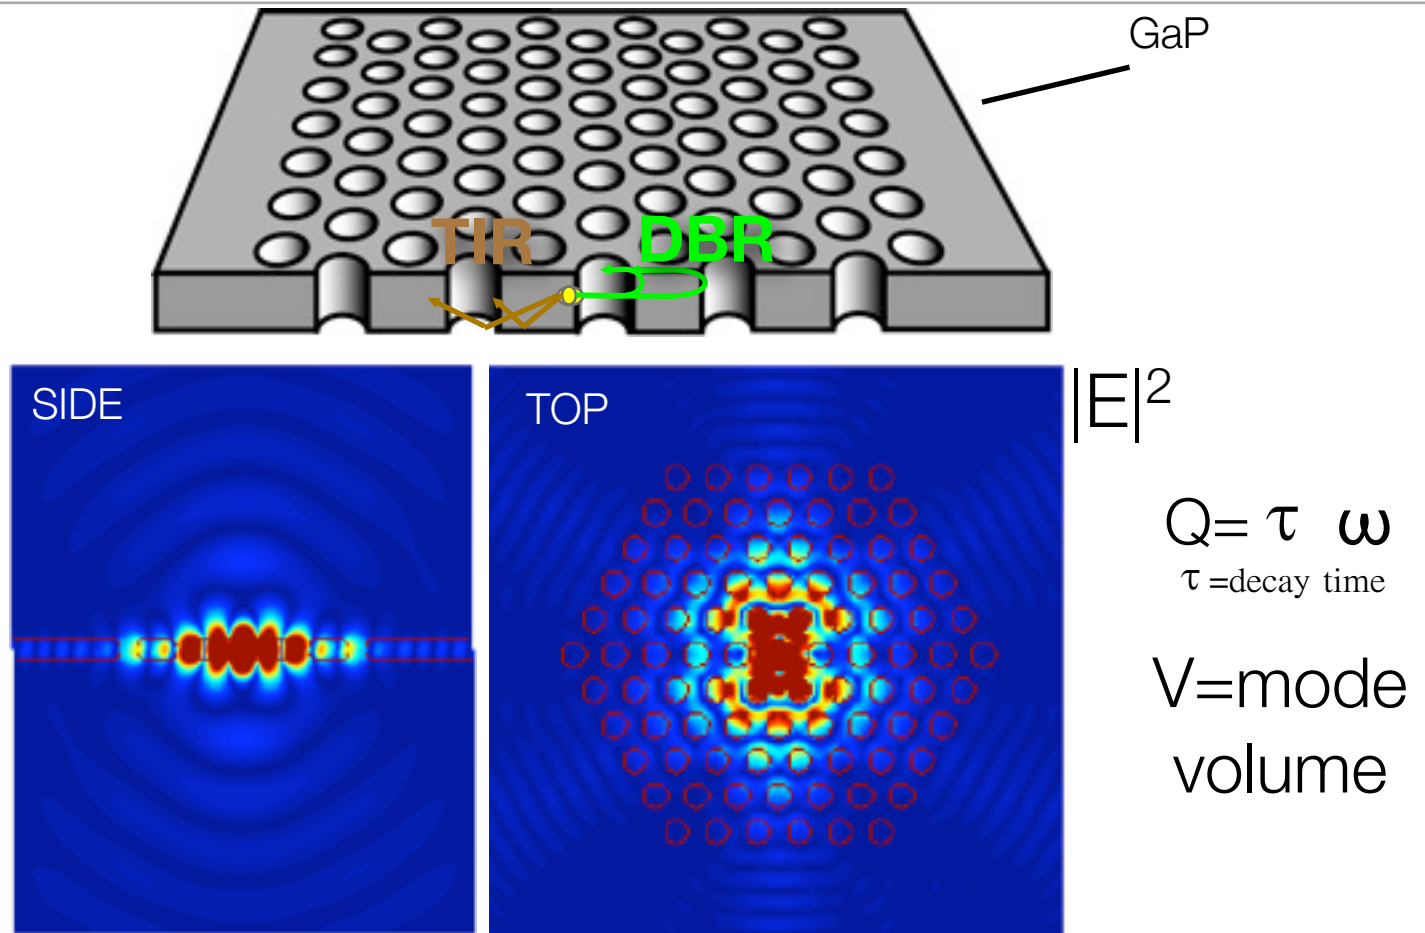 GaP
TIR
DBR
SIDE
TOP
|E|²
Q= τ ω
τ =decay time
V=mode
volume